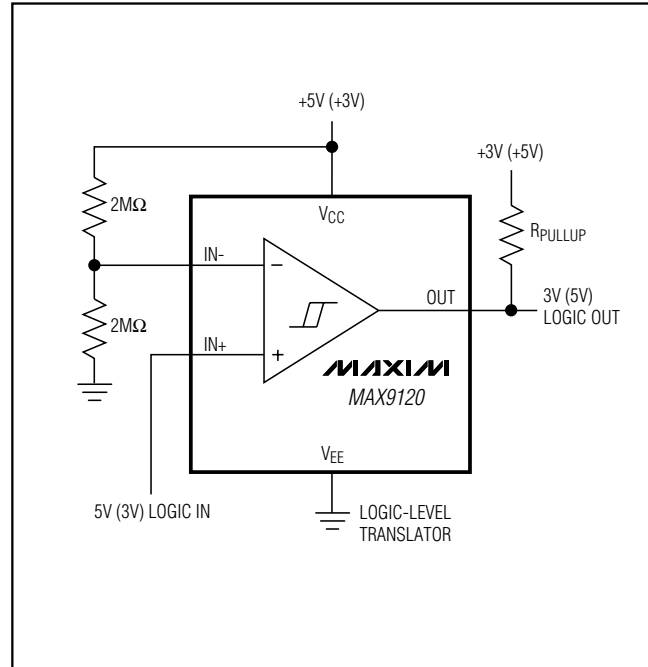 +5V (+3V)
+3V (+5V)
2MΩ
VCC
RPULLUP
IN-
−
OUT
3V (5V)
LOGIC OUT
2MΩ
IN+
+
MAXIM
MAX9120
VEE
5V (3V) LOGIC IN
LOGIC-LEVEL
TRANSLATOR